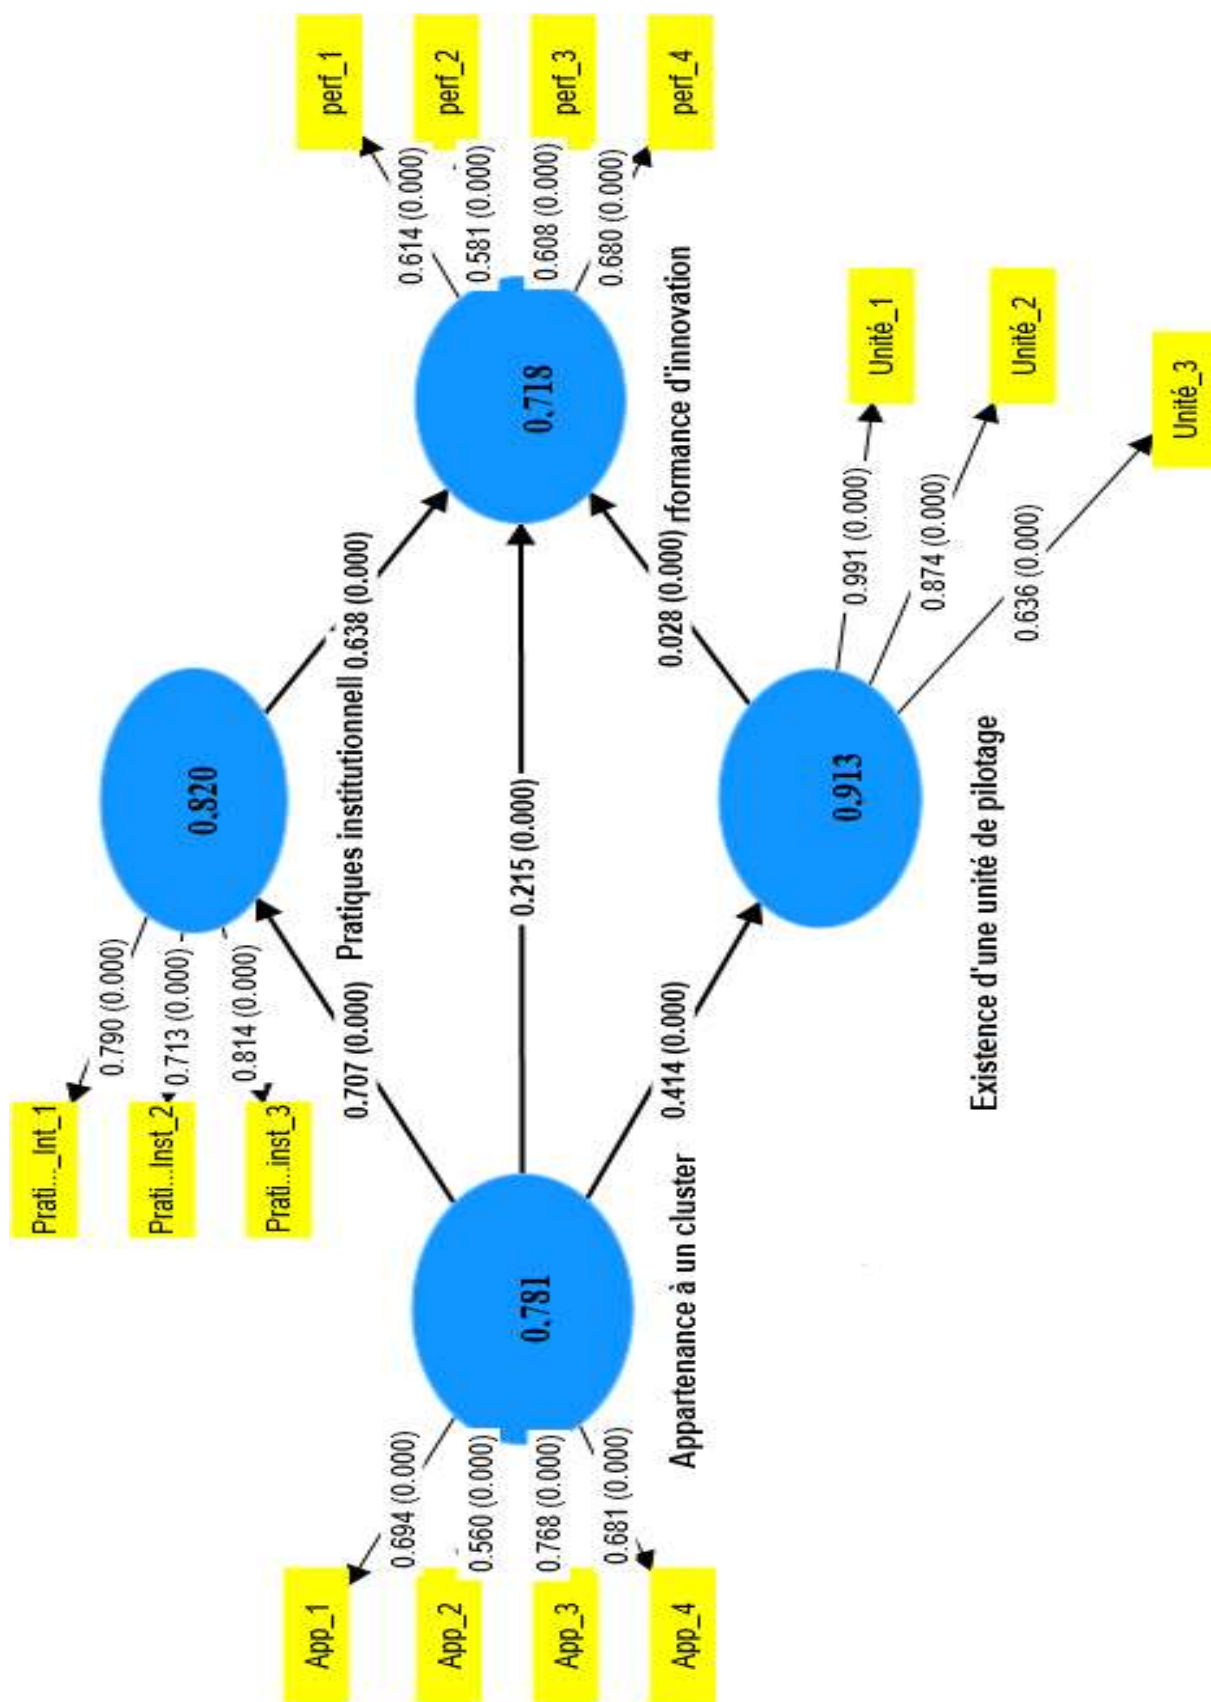 Prati..._Int_1
Prati...Inst_2
Prati...inst_3
0.790 (0.000)
0.713 (0.000)
0.814 (0.000)
0.820
Pratiques institutionnell
0.707 (0.000)
0.638 (0.000)
App_1
App_2
App_3
App_4
0.694 (0.000)
0.560 (0.000)
0.768 (0.000)
0.681 (0.000)
0.781
Appartenance à un cluster
0.215 (0.000)
0.718
rformance d'innovation
0.614 (0.000)
0.581 (0.000)
0.608 (0.000)
0.680 (0.000)
perf_1
perf_2
perf_3
perf_4
0.414 (0.000)
0.028 (0.000)
0.913
Existence d'une unité de pilotage
0.991 (0.000)
0.874 (0.000)
0.636 (0.000)
Unité_1
Unité_2
Unité_3